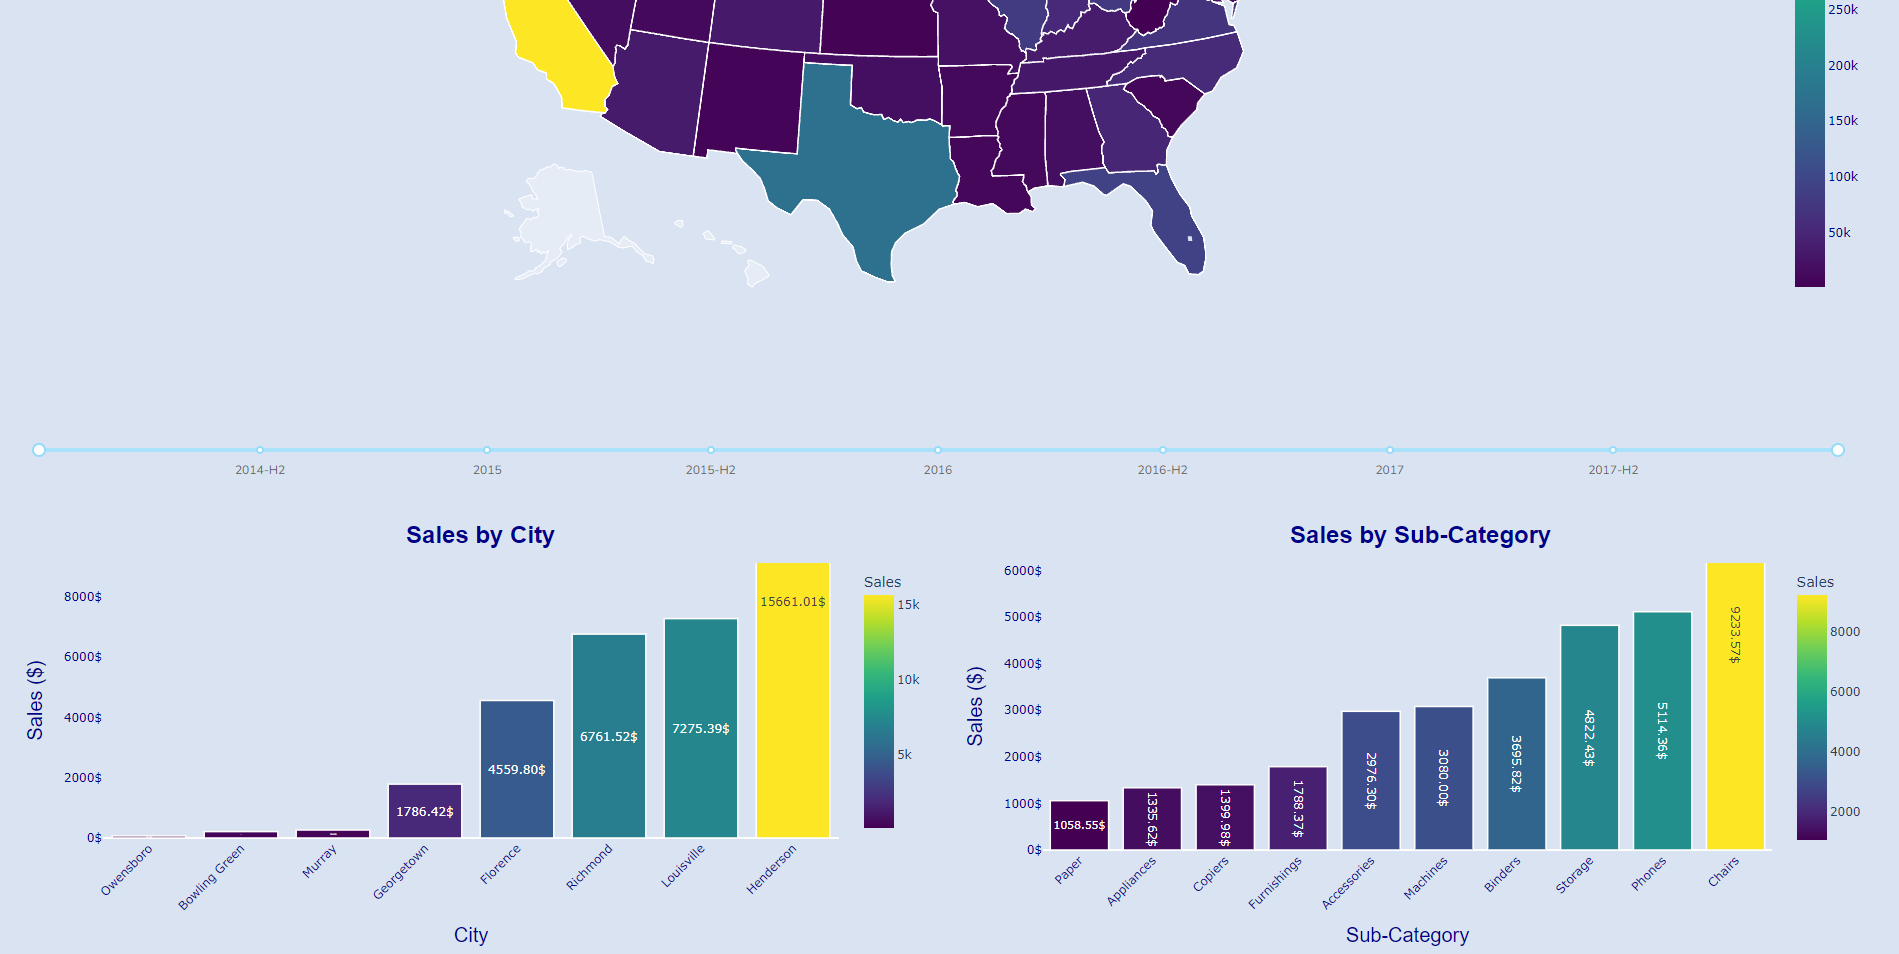 250k
200k
150k
100k
50k
2014-H2
2015
2015-H2
2016
2016-H2
2017
2017-H2
Sales by City
Sales ($)
8000$
6000$
4000$
2000$
0$
1786.42$
4559.80$
6761.52$
7275.39$
15661.01$
Owensboro
Bowling Green
Murray
Georgetown
Florence
Richmond
Louisville
Henderson
City
Sales
15k
10k
5k
Sales by Sub-Category
Sales ($)
6000$
5000$
4000$
3000$
2000$
1000$
0$
1058.55$
1335.62$
1399.98$
1788.37$
2976.30$
3080.00$
3695.82$
4822.43$
5114.36$
9233.57$
Paper
Appliances
Copiers
Furnishings
Accessories
Machines
Binders
Storage
Phones
Chairs
Sub-Category
Sales
8000
6000
4000
2000